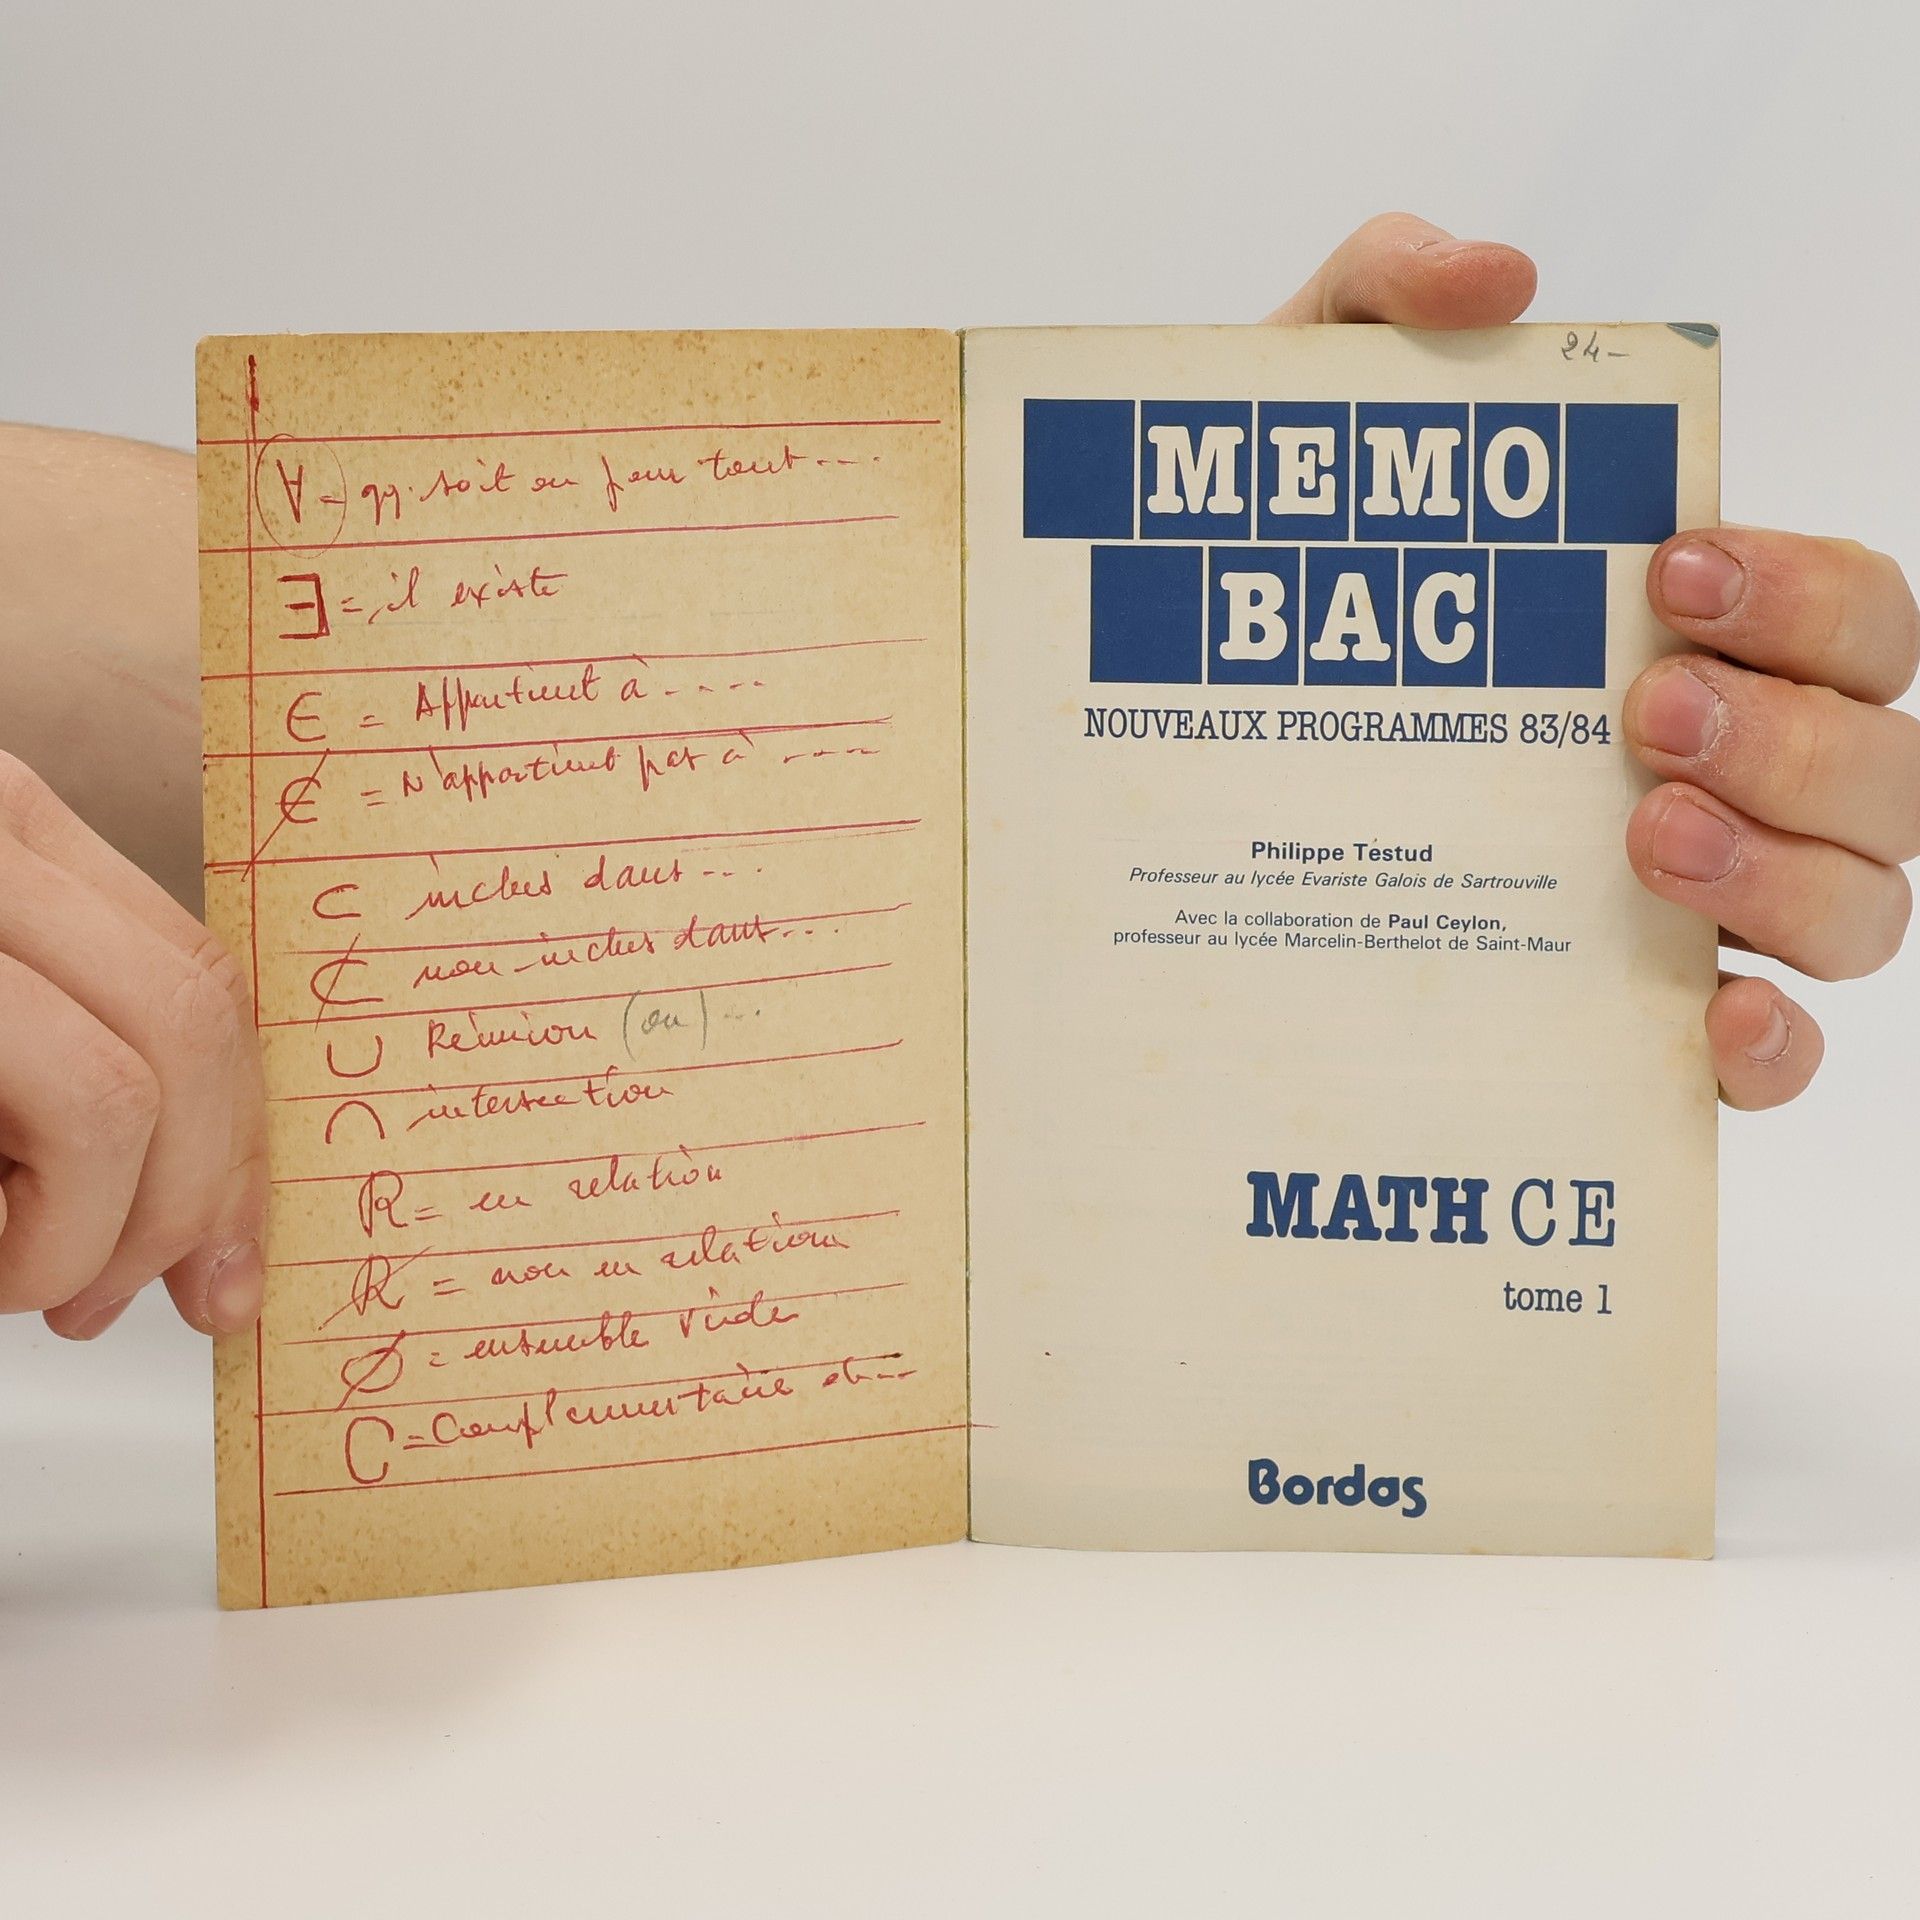 ∀ = qq. soit ou pour tout ....
∃ = il existe
∈ = Appartient à ....
∉ = N'appartient pas à ----
⊂ inclus dans ...
⊄ non-inclus dans ...
∪ Réunion (ou) ...
∩ intersection
R = en relation
R̸ = non en relation
∅ = ensemble vide
C = Complémentaire et ...
24-
MEMO
BAC
NOUVEAUX PROGRAMMES 83/84
Philippe Testud
Professeur au lycée Evariste Galois de Sartrouville
Avec la collaboration de Paul Ceylon,
professeur au lycée Marcelin-Berthelot de Saint-Maur
MATH C E
tome 1
Bordas